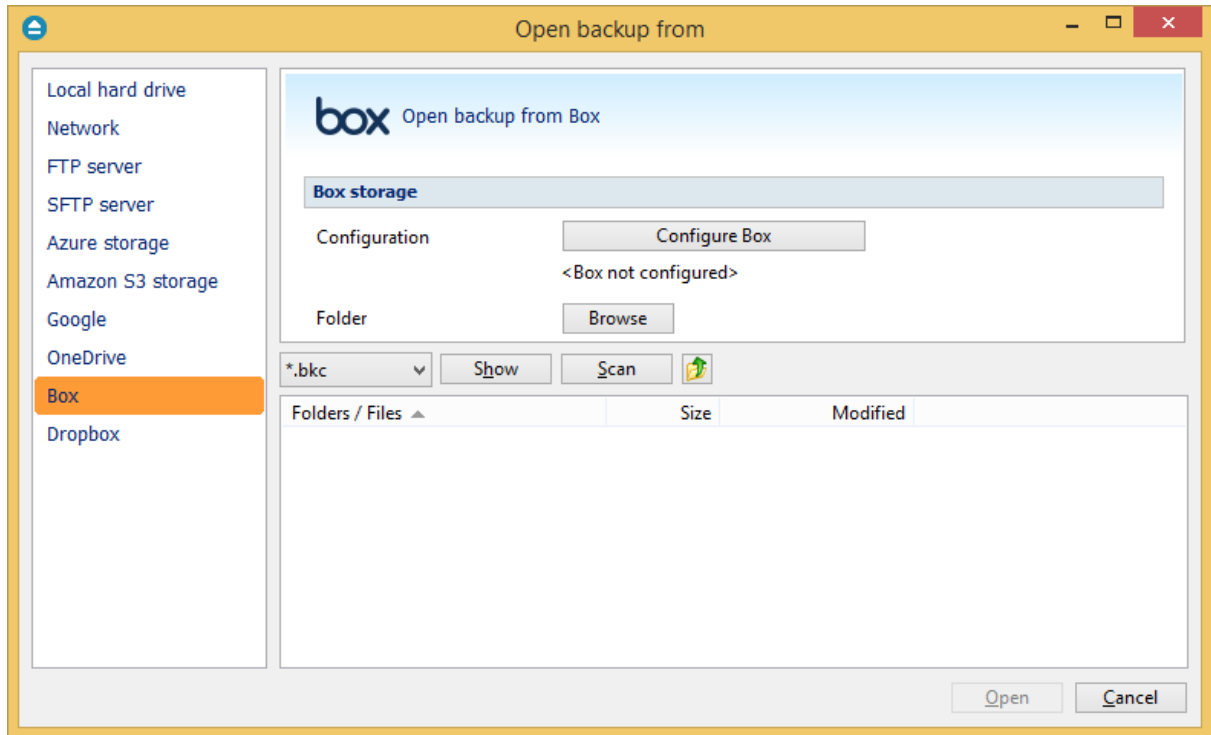 Open backup from
Local hard drive
Network
FTP server
SFTP server
Azure storage
Amazon S3 storage
Google
OneDrive
Box
Dropbox
box Open backup from Box
Box storage
Configuration Configure Box
<Box not configured>
Folder Browse
*.bkc Show Scan
Folders / Files Size Modified
Open Cancel